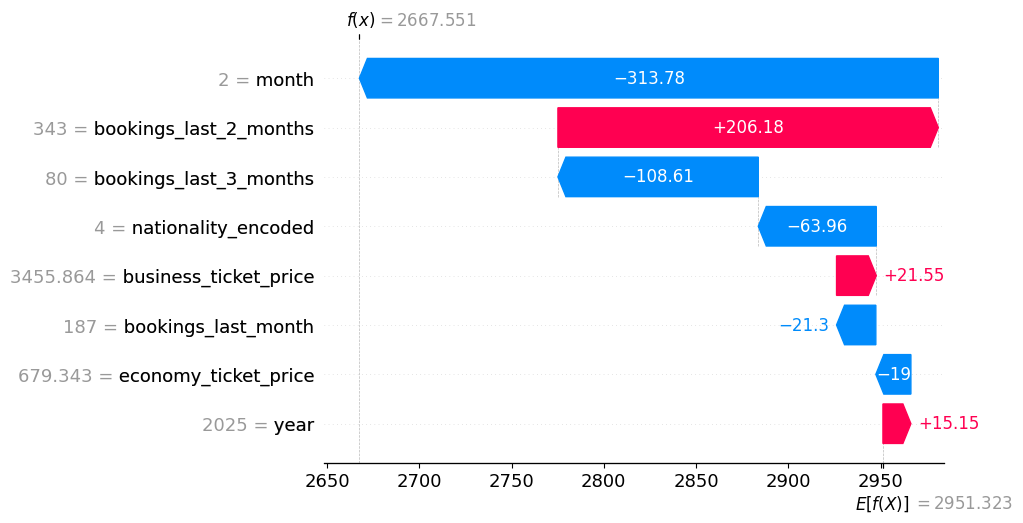 f(x) = 2667.551
2 = month
−313.78
343 = bookings_last_2_months
+206.18
80 = bookings_last_3_months
−108.61
4 = nationality_encoded
−63.96
3455.864 = business_ticket_price
+21.55
187 = bookings_last_month
−21.3
679.343 = economy_ticket_price
−19
2025 = year
+15.15
2650 2700 2750 2800 2850 2900 2950
E[f(X)] = 2951.323